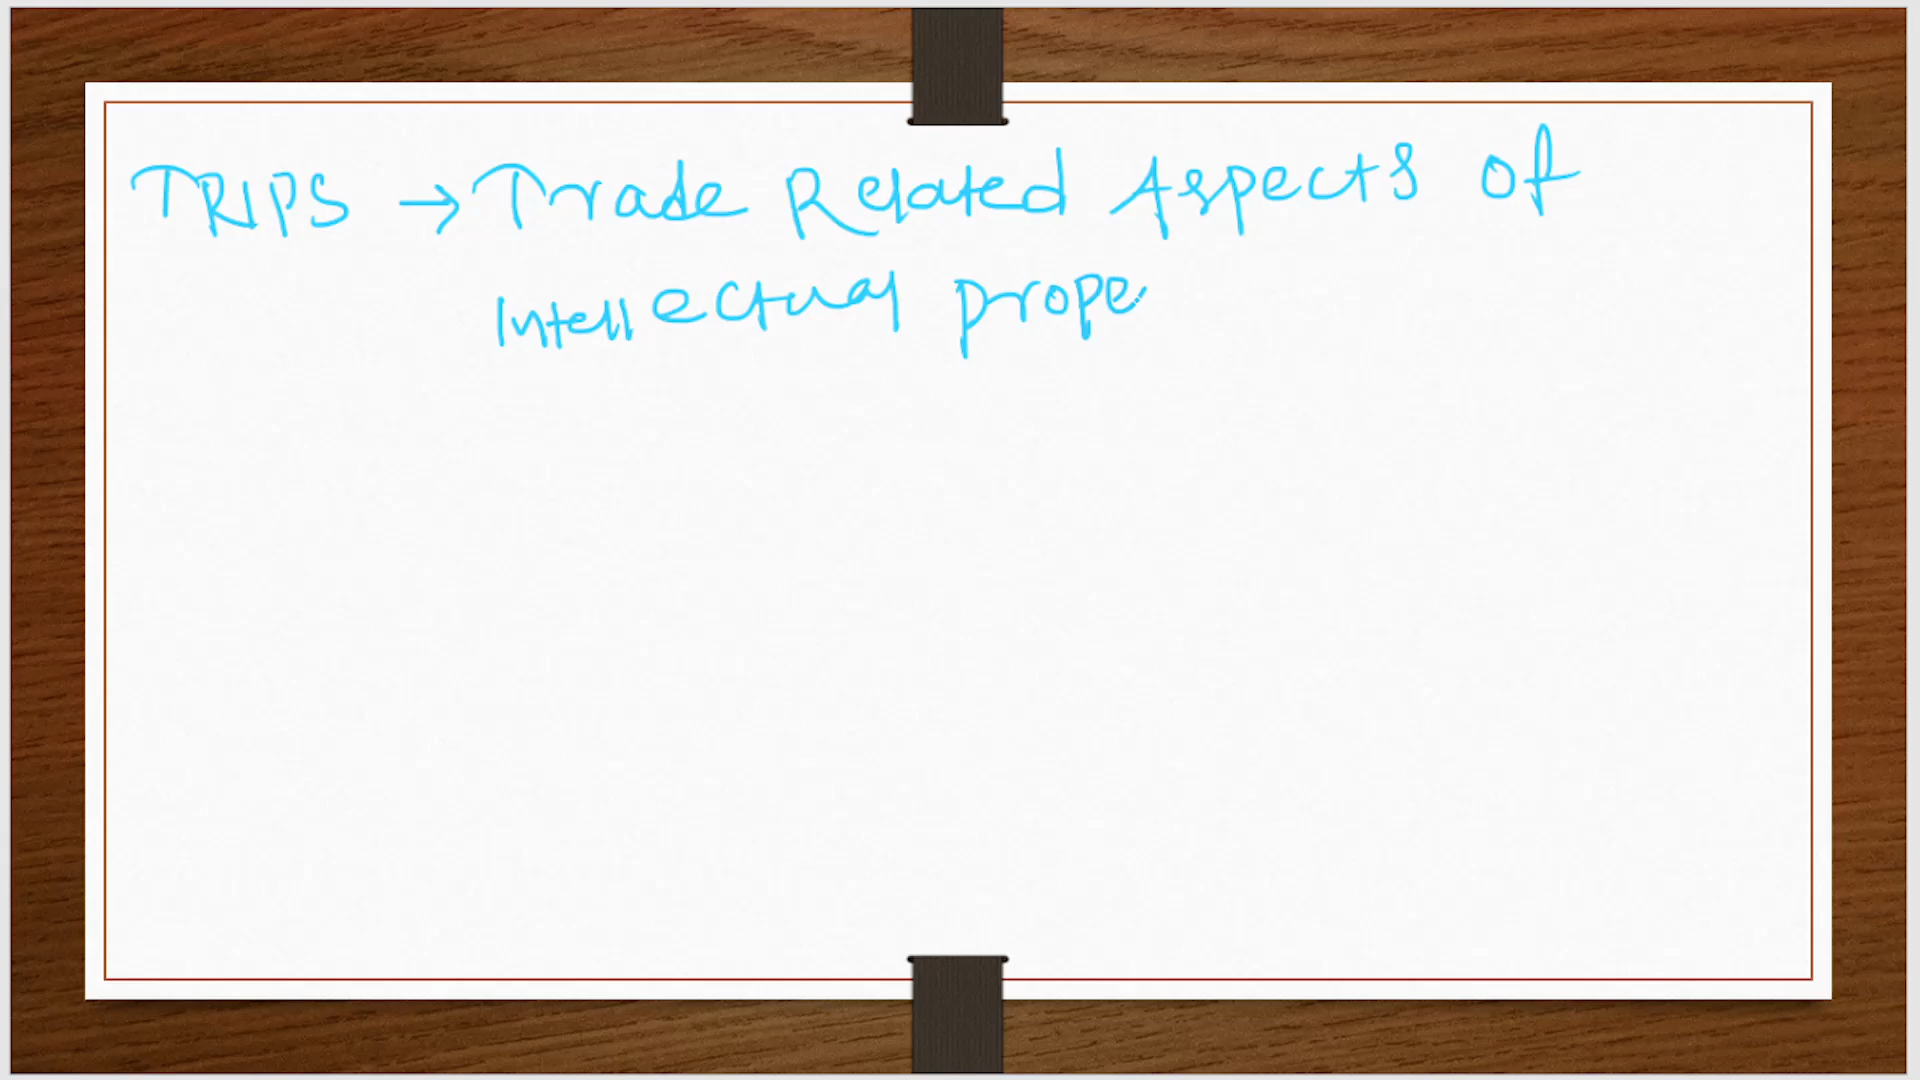 TRIPS → Trade Related Aspects of
Intellectual prope